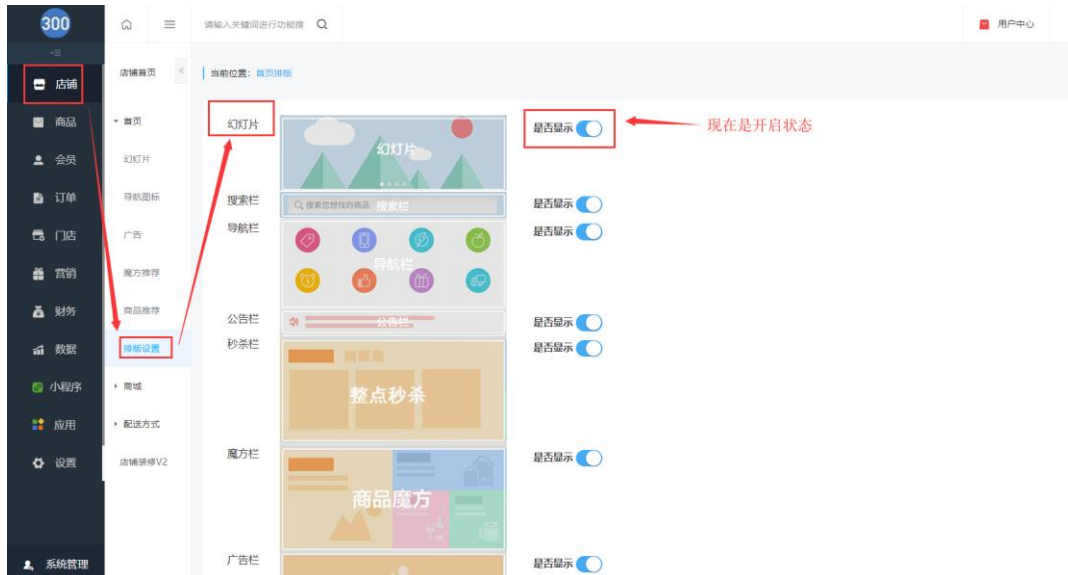 300
请输入关键词进行功能搜
用户中心
店铺
商品
会员
订单
门店
营销
财务
数据
小程序
应用
设置
系统管理
店铺首页
首页
幻灯片
导航图标
广告
魔方推荐
商品推荐
排版设置
商城
配送方式
店铺装修V2
当前位置：首页排版
幻灯片
幻灯片
是否显示
现在是开启状态
搜索栏
搜索您想找的商品
搜索栏
是否显示
导航栏
导航栏
是否显示
公告栏
公告栏
是否显示
秒杀栏
整点秒杀
是否显示
魔方栏
商品魔方
是否显示
广告栏
是否显示